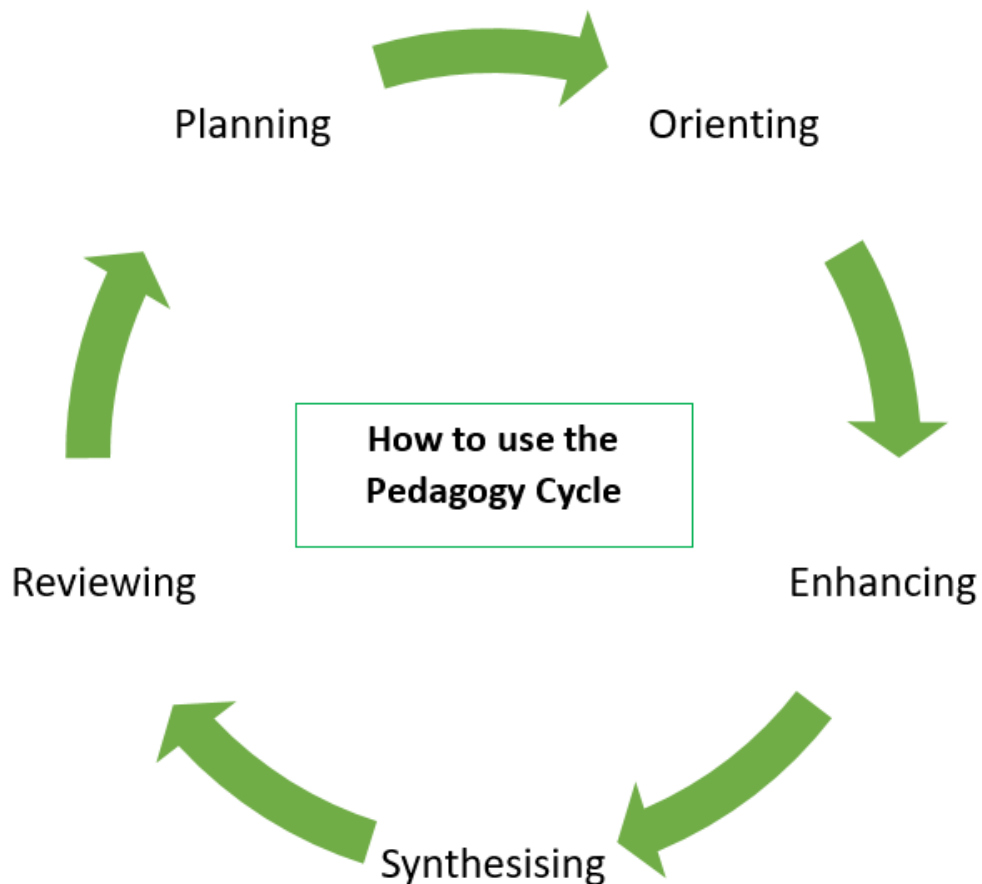 Planning
Orienting
How to use the
Pedagogy Cycle
Reviewing
Enhancing
Synthesising